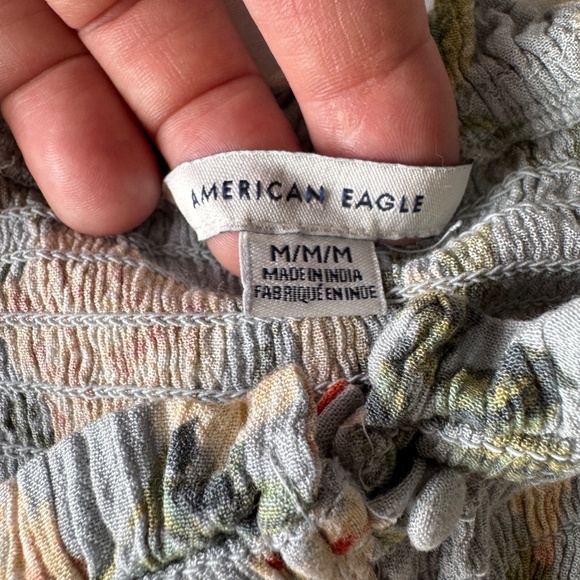 AMERICAN EAGLE
M/M/M
MADE IN INDIA
FABRIQUÉ EN INDE